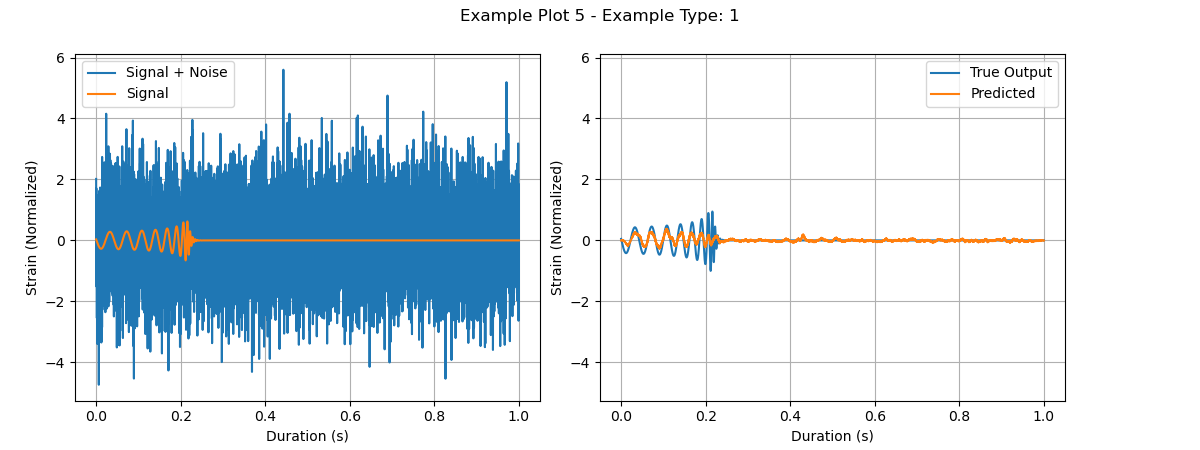 Example Plot 5 - Example Type: 1
Signal + Noise
Signal
6
4
2
0
−2
−4
Strain (Normalized)
0.0 0.2 0.4 0.6 0.8 1.0
Duration (s)
True Output
Predicted
6
4
2
0
−2
−4
Strain (Normalized)
0.0 0.2 0.4 0.6 0.8 1.0
Duration (s)